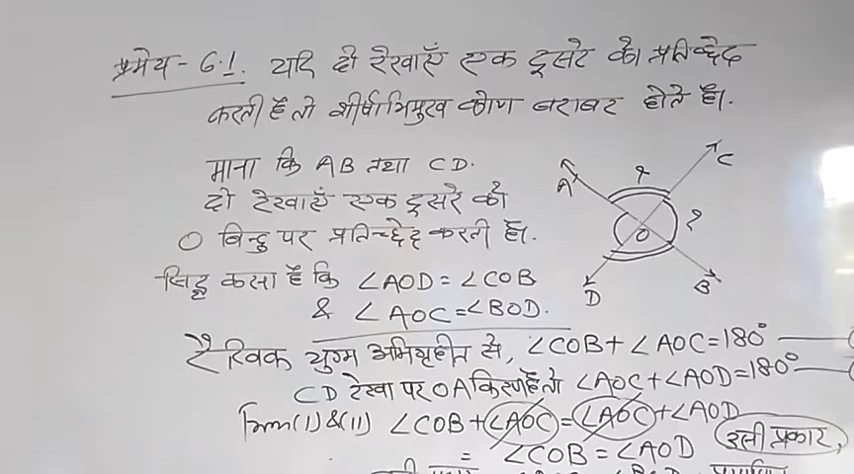 प्रमेय - 6.1. यदि दो रेखाएँ एक दूसरे को प्रतिच्छेद
करती हैं तो शीर्षाभिमुख कोण बराबर होते हैं।
माना कि AB तथा CD.
दो रेखाएँ एक दूसरे को
O बिन्दु पर प्रतिच्छेद करती हैं।
A
C
O
D
B
सिद्ध करना है कि ∠AOD = ∠COB
& ∠AOC = ∠BOD.
रैखिक युग्म अभिगृहीत से, ∠COB + ∠AOC = 180°
CD रेखा पर OA किरण है तो ∠AOC + ∠AOD = 180°
From (I) & (II) ∠COB + ∠AOC = ∠AOC + ∠AOD
= ∠COB = ∠AOD इसी प्रकार,